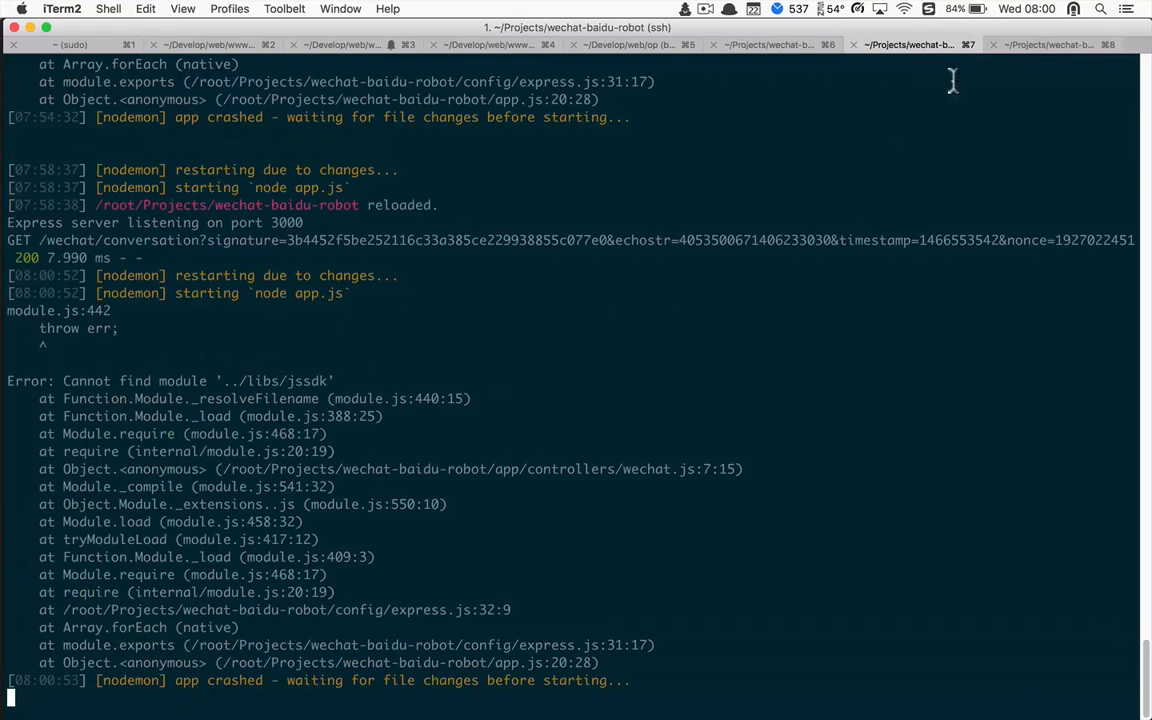 iTerm2 Shell Edit View Profiles Toolbelt Window Help 22 537 54° 84% Wed 08:00
1. ~/Projects/wechat-baidu-robot (ssh)
~ (sudo) ⌘1 ~/Develop/web/www... ⌘2 ~/Develop/web/w... ⌘3 ~/Develop/web/www... ⌘4 ~/Develop/web/op (b... ⌘5 ~/Projects/wechat-b... ⌘6 ~/Projects/wechat-b... ⌘7 ~/Projects/wechat-b... ⌘8
at Array.forEach (native)
at module.exports (/root/Projects/wechat-baidu-robot/config/express.js:31:17)
at Object.<anonymous> (/root/Projects/wechat-baidu-robot/app.js:20:28)
[07:54:32] [nodemon] app crashed - waiting for file changes before starting...
[07:58:37] [nodemon] restarting due to changes...
[07:58:37] [nodemon] starting `node app.js`
[07:58:38] /root/Projects/wechat-baidu-robot reloaded.
Express server listening on port 3000
GET /wechat/conversation?signature=3b4452f5be252116c33a385ce229938855c077e0&echostr=4053500671406233030&timestamp=1466553542&nonce=1927022451
200 7.990 ms - -
[08:00:52] [nodemon] restarting due to changes...
[08:00:52] [nodemon] starting `node app.js`
module.js:442
throw err;
^
Error: Cannot find module '../libs/jssdk'
at Function.Module._resolveFilename (module.js:440:15)
at Function.Module._load (module.js:388:25)
at Module.require (module.js:468:17)
at require (internal/module.js:20:19)
at Object.<anonymous> (/root/Projects/wechat-baidu-robot/app/controllers/wechat.js:7:15)
at Module._compile (module.js:541:32)
at Object.Module._extensions..js (module.js:550:10)
at Module.load (module.js:458:32)
at tryModuleLoad (module.js:417:12)
at Function.Module._load (module.js:409:3)
at Module.require (module.js:468:17)
at require (internal/module.js:20:19)
at /root/Projects/wechat-baidu-robot/config/express.js:32:9
at Array.forEach (native)
at module.exports (/root/Projects/wechat-baidu-robot/config/express.js:31:17)
at Object.<anonymous> (/root/Projects/wechat-baidu-robot/app.js:20:28)
[08:00:53] [nodemon] app crashed - waiting for file changes before starting...